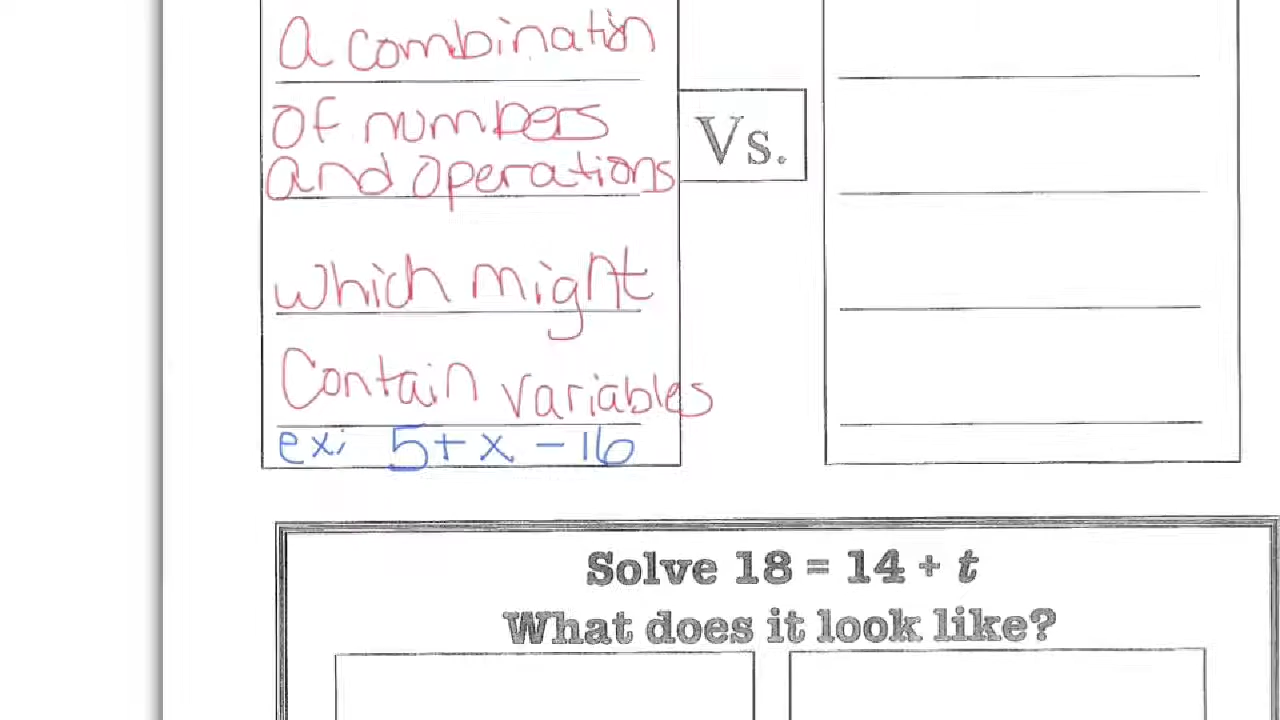 a combination
of numbers
and operations
Vs.
which might
contain variables
ex: 5 + x - 16
Solve 18 = 14 + t
What does it look like?